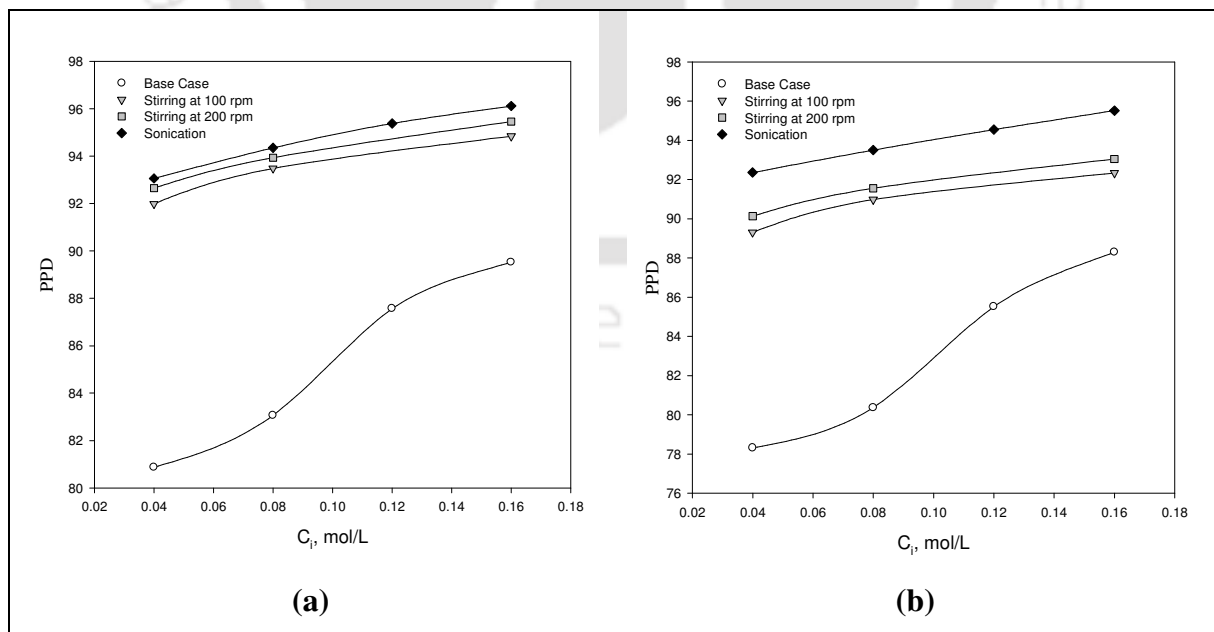 98
96
94
92
90
88
86
84
82
80
PPD
Base Case
Stirring at 100 rpm
Stirring at 200 rpm
Sonication
0.02 0.04 0.06 0.08 0.10 0.12 0.14 0.16 0.18
Ci, mol/L
(a)
98
96
94
92
90
88
86
84
82
80
78
76
PPD
Base Case
Stirring at 100 rpm
Stirring at 200 rpm
Sonication
0.02 0.04 0.06 0.08 0.10 0.12 0.14 0.16 0.18
Ci, mol/L
(b)